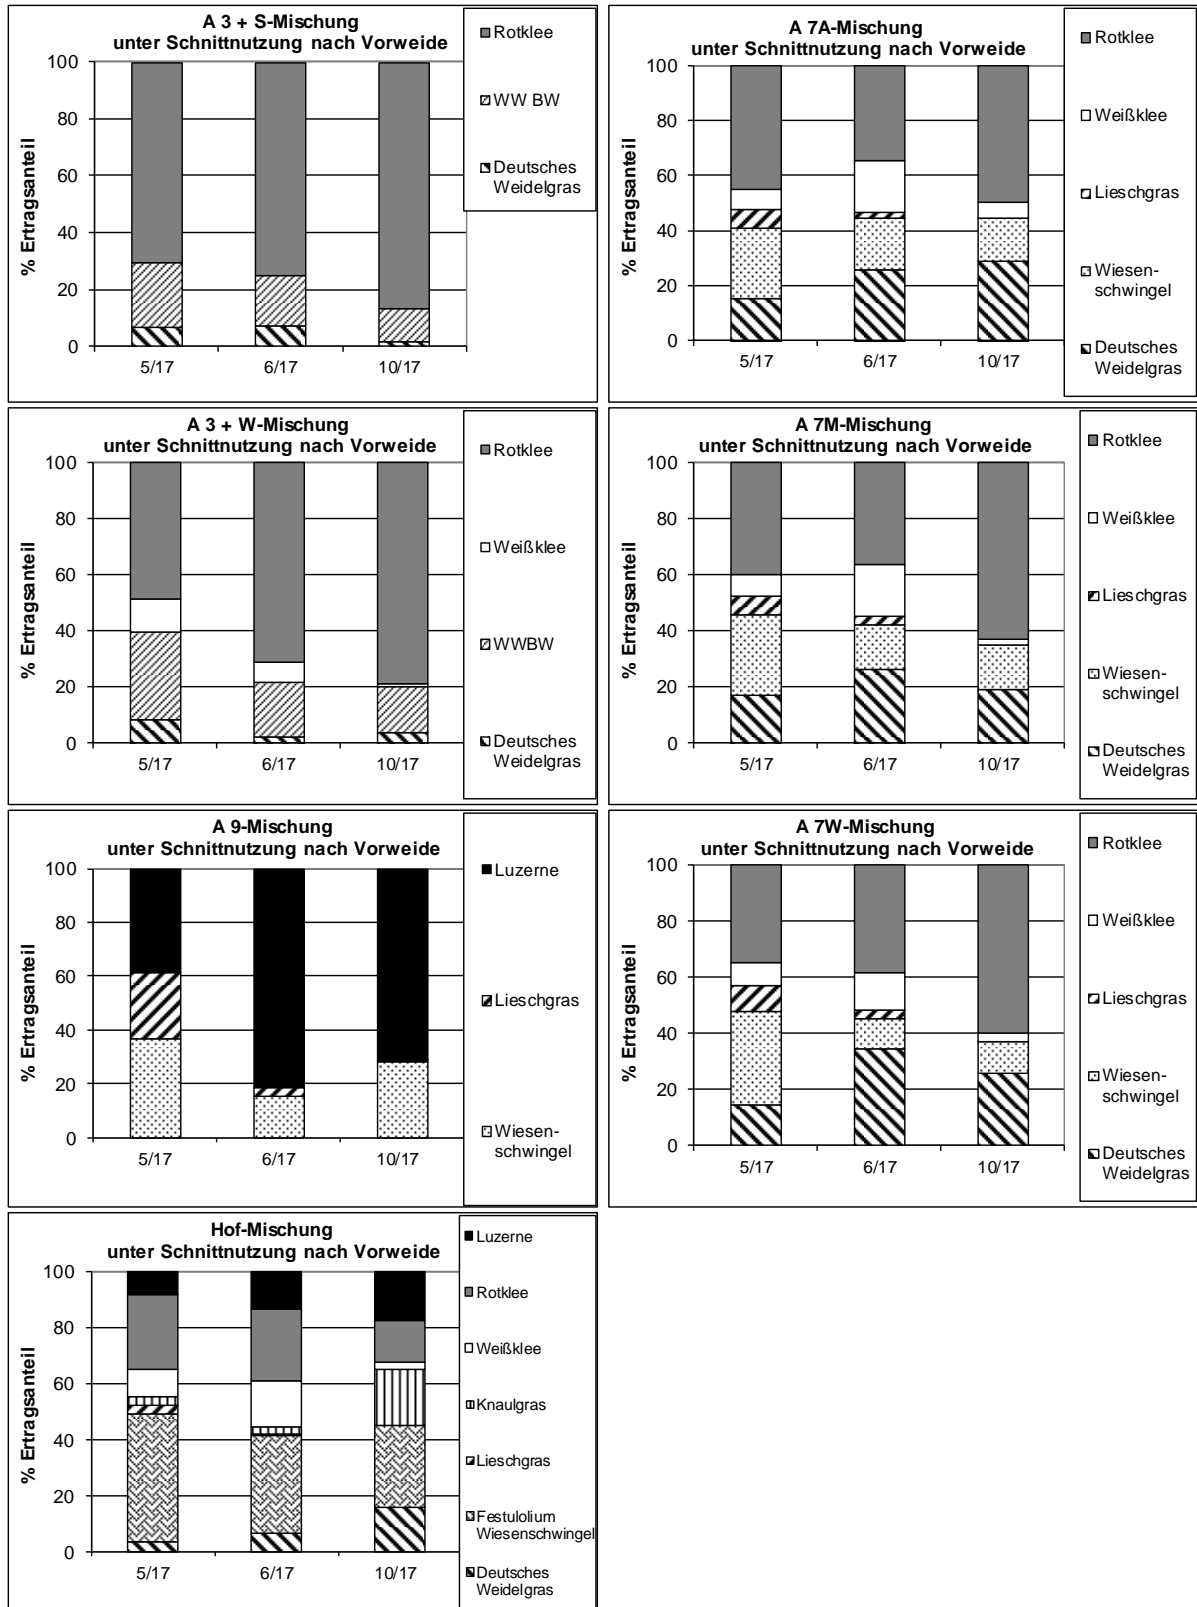 A 3 + S-Mischung
unter Schnittnutzung nach Vorweide
% Ertragsanteil
100
80
60
40
20
0
5/17 6/17 10/17
Rotklee
WW BW
Deutsches
Weidelgras
A 7A-Mischung
unter Schnittnutzung nach Vorweide
% Ertragsanteil
100
80
60
40
20
0
5/17 6/17 10/17
Rotklee
Weißklee
Lieschgras
Wiesen-
schwingel
Deutsches
Weidelgras
A 3 + W-Mischung
unter Schnittnutzung nach Vorweide
% Ertragsanteil
100
80
60
40
20
0
5/17 6/17 10/17
Rotklee
Weißklee
WWBW
Deutsches
Weidelgras
A 7M-Mischung
unter Schnittnutzung nach Vorweide
% Ertragsanteil
100
80
60
40
20
0
5/17 6/17 10/17
Rotklee
Weißklee
Lieschgras
Wiesen-
schwingel
Deutsches
Weidelgras
A 9-Mischung
unter Schnittnutzung nach Vorweide
% Ertragsanteil
100
80
60
40
20
0
5/17 6/17 10/17
Luzerne
Lieschgras
Wiesen-
schwingel
A 7W-Mischung
unter Schnittnutzung nach Vorweide
% Ertragsanteil
100
80
60
40
20
0
5/17 6/17 10/17
Rotklee
Weißklee
Lieschgras
Wiesen-
schwingel
Deutsches
Weidelgras
Hof-Mischung
unter Schnittnutzung nach Vorweide
% Ertragsanteil
100
80
60
40
20
0
5/17 6/17 10/17
Luzerne
Rotklee
Weißklee
Knaulgras
Lieschgras
Festulolium
Wiesenschwingel
Deutsches
Weidelgras